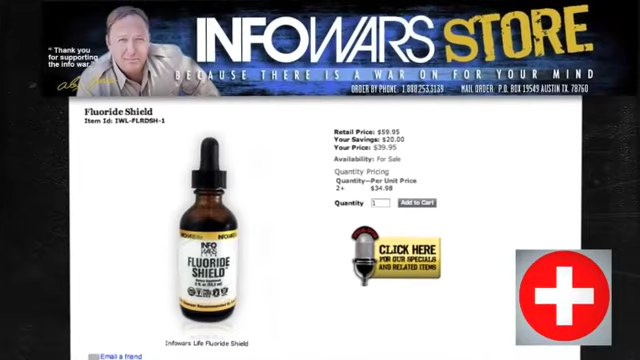 " Thank you
for supporting
the info war."
INFOWARS STORE
BECAUSE THERE IS A WAR ON FOR YOUR MIND
ORDER BY PHONE: 1.888.253.3139 MAIL ORDER: P.O. BOX 19549 AUSTIN TX. 78760
Fluoride Shield
Item Id: IWL-FLRDSH-1
Retail Price: $59.95
Your Savings: $20.00
Your Price: $39.95
Availability: For Sale
Quantity Pricing
Quantity—Per Unit Price
2+ $34.98
Quantity 1 Add to Cart
INFO
WARS
FLUORIDE
SHIELD
CLICK HERE
FOR OUR SPECIALS
AND RELATED ITEMS
Infowars Life Fluoride Shield
Email a friend